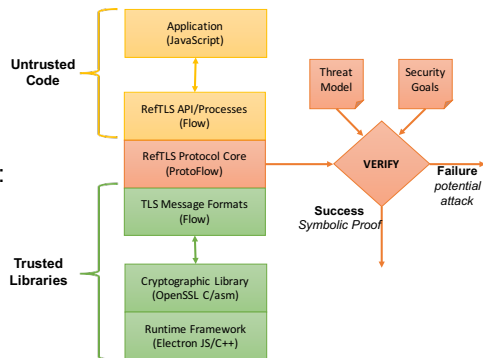 Application
(JavaScript)
Untrusted
Code
RefTLS API/Processes
(Flow)
RefTLS Protocol Core
(ProtoFlow)
:
TLS Message Formats
(Flow)
Trusted
Libraries
Cryptographic Library
(OpenSSL C/asm)
Runtime Framework
(Electron JS/C++)
Threat
Model
Security
Goals
VERIFY
Failure
potential
attack
Success
Symbolic Proof